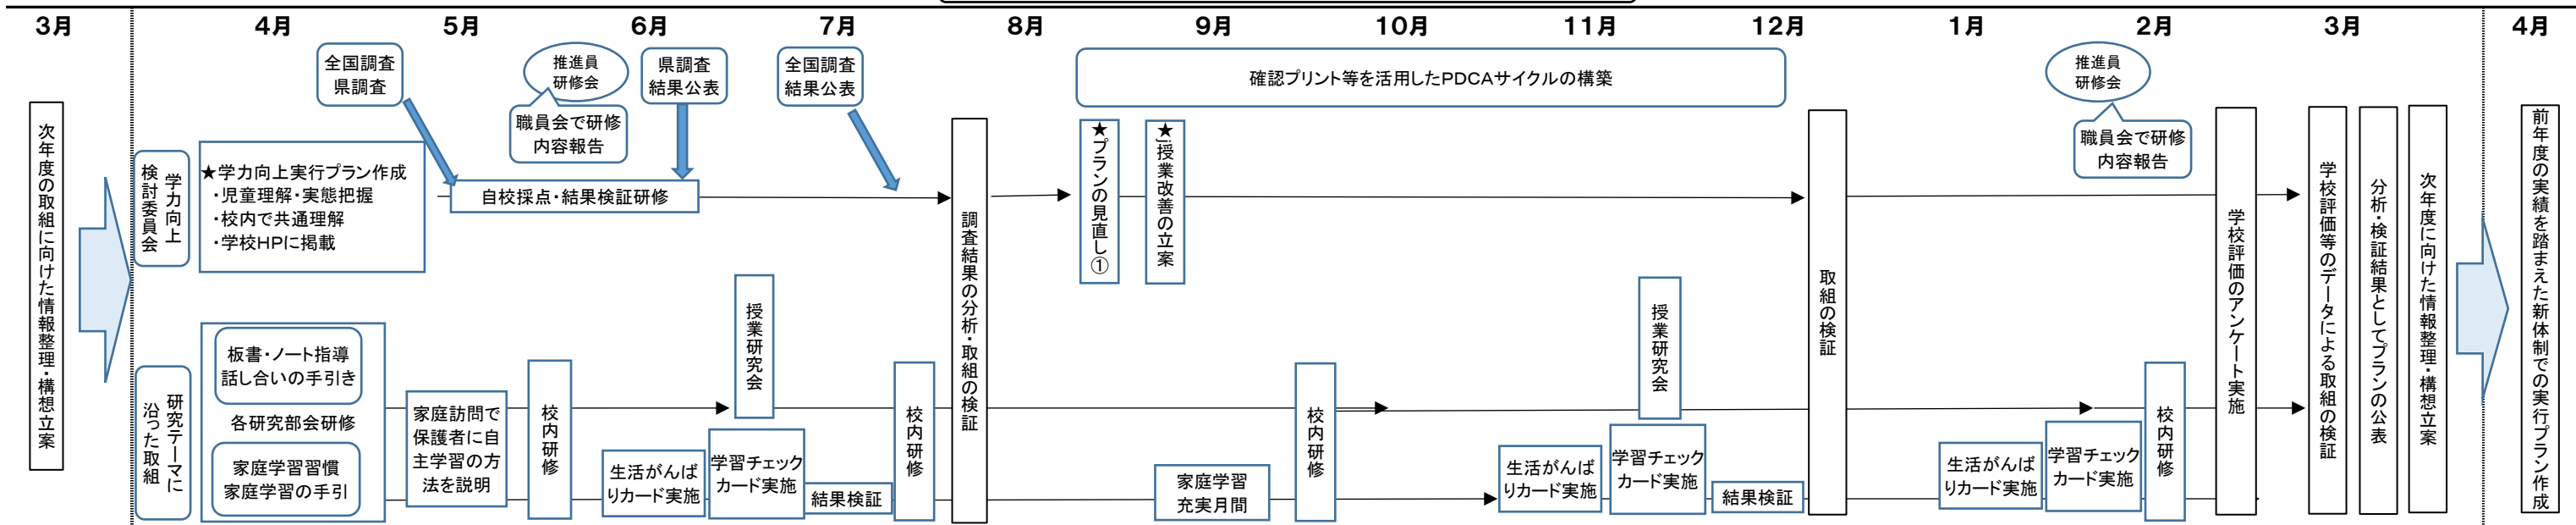 3月
4月
5月
6月
7月
8月
9月
10月
11月
12月
1月
2月
3月
4月
次年度の取組に向けた情報整理・構想立案
学力向上
検討委員会
★学力向上実行プラン作成
・児童理解・実態把握
・校内で共通理解
・学校HPに掲載
全国調査
県調査
自校採点・結果検証研修
推進員
研修会
職員会で研修
内容報告
県調査
結果公表
全国調査
結果公表
確認プリント等を活用したPDCAサイクルの構築
調査結果の分析・取組の検証
★プランの見直し①
★授業改善の立案
取組の検証
推進員
研修会
職員会で研修
内容報告
学校評価のアンケート実施
学校評価等のデータによる取組の検証
分析・検証結果としてプランの公表
次年度に向けた情報整理・構想立案
前年度の実績を踏まえた新体制での実行プラン作成
研究テーマに
沿った取組
板書・ノート指導
話し合いの手引き
各研究部会研修
家庭学習習慣
家庭学習の手引
家庭訪問で
保護者に自
主学習の方
法を説明
校内研修
生活がんば
りカード実施
授業研究会
学習チェック
カード実施
結果検証
校内研修
家庭学習
充実月間
校内研修
生活がんば
りカード実施
授業研究会
学習チェック
カード実施
結果検証
生活がんば
りカード実施
学習チェック
カード実施
校内研修